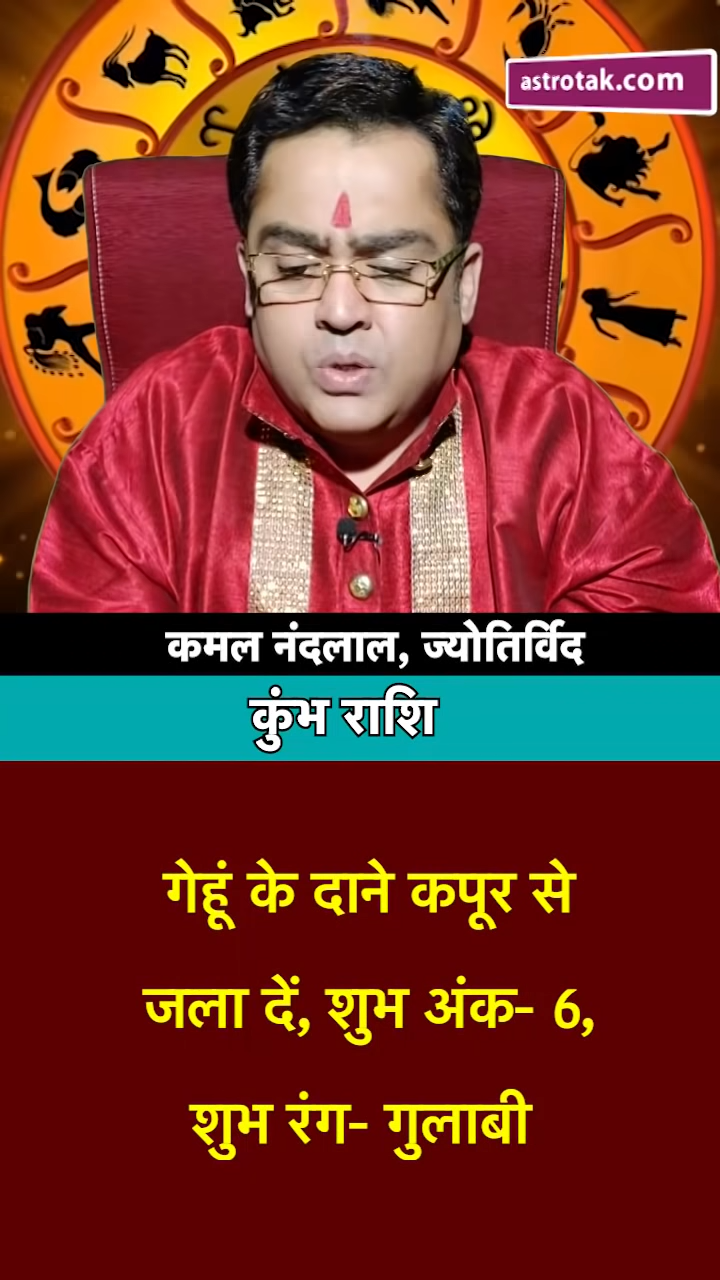 astrotak.com
कमल नंदलाल, ज्योतिर्विद
कुंभ राशि
गेहूं के दाने कपूर से
जला दें, शुभ अंक- 6,
शुभ रंग- गुलाबी